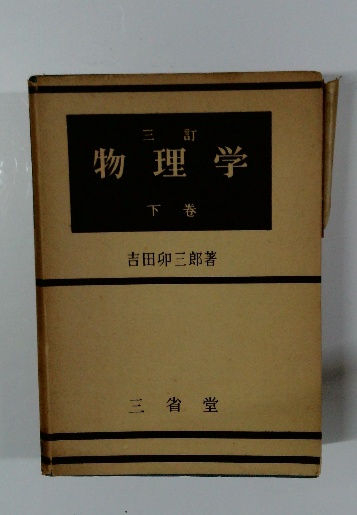 三訂
物理学
下巻
吉田卯三郎著
三省堂